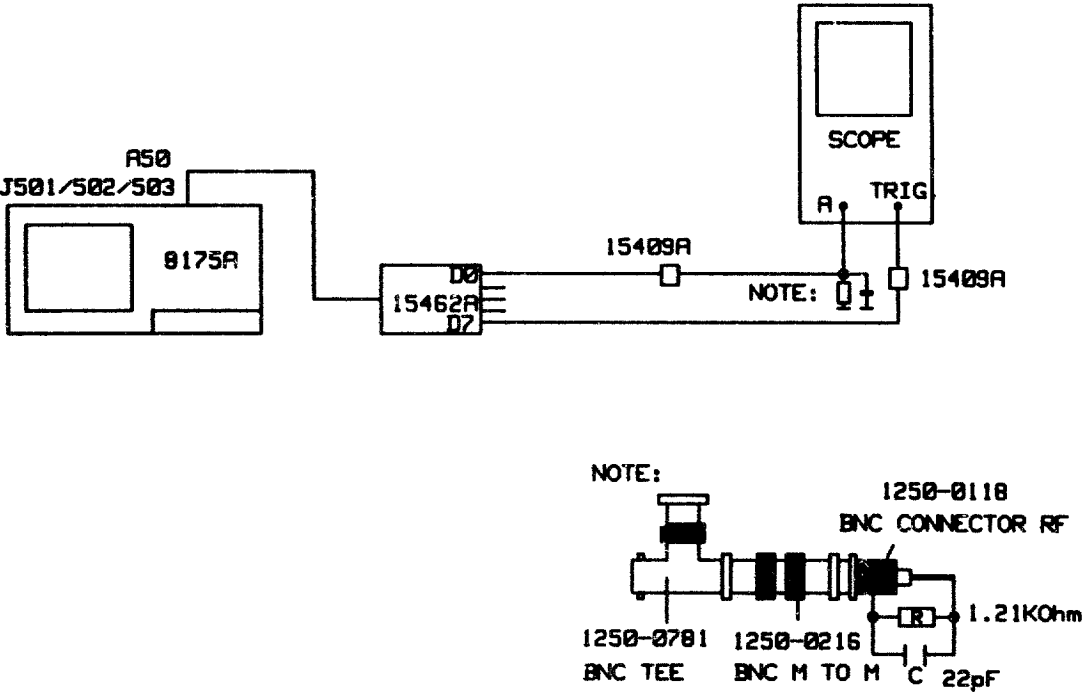 SCOPE
A50
J501/502/503
A
TRIG
8175A
15409A
D0
15462A
D7
NOTE:
15409A
NOTE:
1250-0118
BNC CONNECTOR RF
R
1.21KOhm
1250-0781
BNC TEE
1250-0216
BNC M TO M
C
22pF